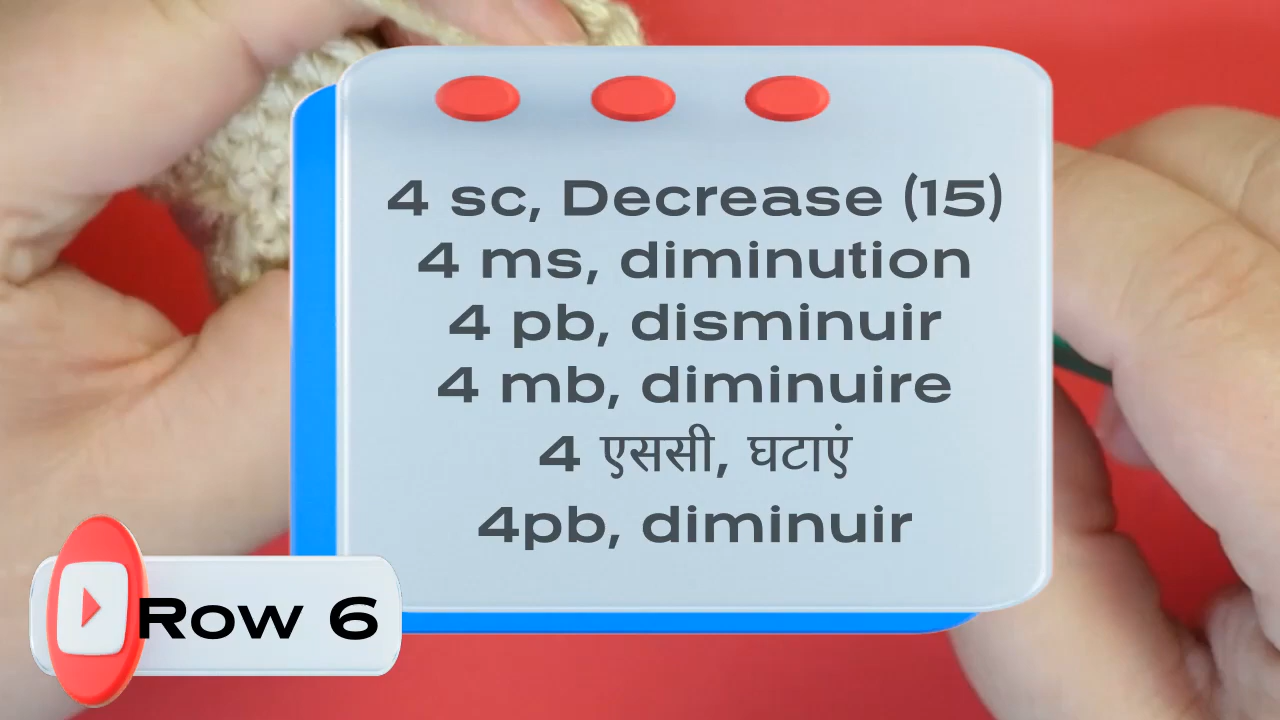 4 sc, Decrease (15)
4 ms, diminution
4 pb, disminuir
4 mb, diminuire
4 एससी, घटाएं
4pb, diminuir
Row 6